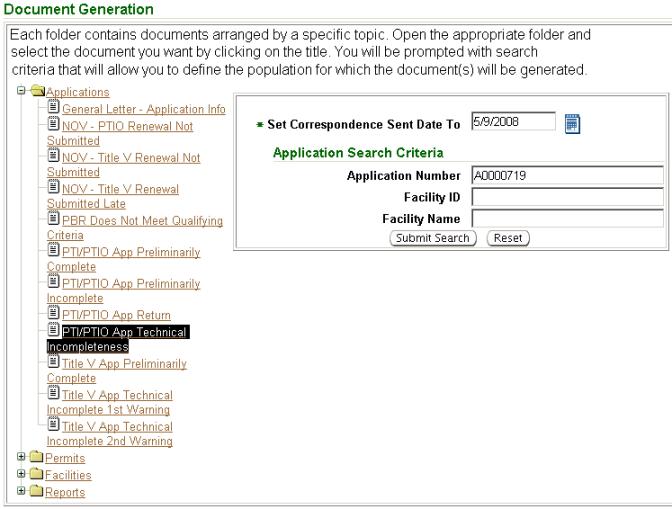 Document Generation
Each folder contains documents arranged by a specific topic. Open the appropriate folder and
select the document you want by clicking on the title. You will be prompted with search
criteria that will allow you to define the population for which the document(s) will be generated.
Applications
General Letter - Application Info
NOV - PTIO Renewal Not
Submitted
NOV - Title V Renewal Not
Submitted
NOV - Title V Renewal
Submitted Late
PBR Does Not Meet Qualifying
Criteria
PTI/PTIO App Preliminarily
Complete
PTI/PTIO App Preliminarily
Incomplete
PTI/PTIO App Return
PTI/PTIO App Technical
Incompleteness
Title V App Preliminarily
Complete
Title V App Technical
Incomplete 1st Warning
Title V App Technical
Incomplete 2nd Warning
Permits
Facilities
Reports
* Set Correspondence Sent Date To 5/9/2008
Application Search Criteria
Application Number A0000719
Facility ID
Facility Name
Submit Search Reset